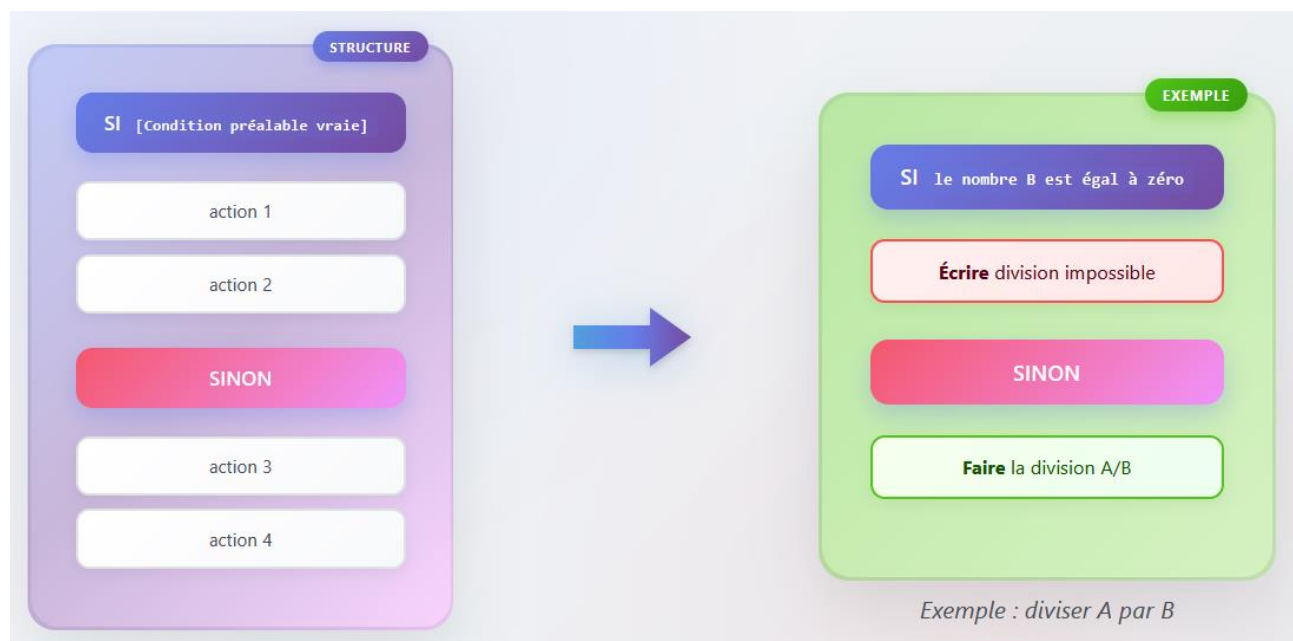 STRUCTURE
SI [Condition préalable vraie]
action 1
action 2
SINON
action 3
action 4
EXEMPLE
SI le nombre B est égal à zéro
Écrire division impossible
SINON
Faire la division A/B
Exemple : diviser A par B